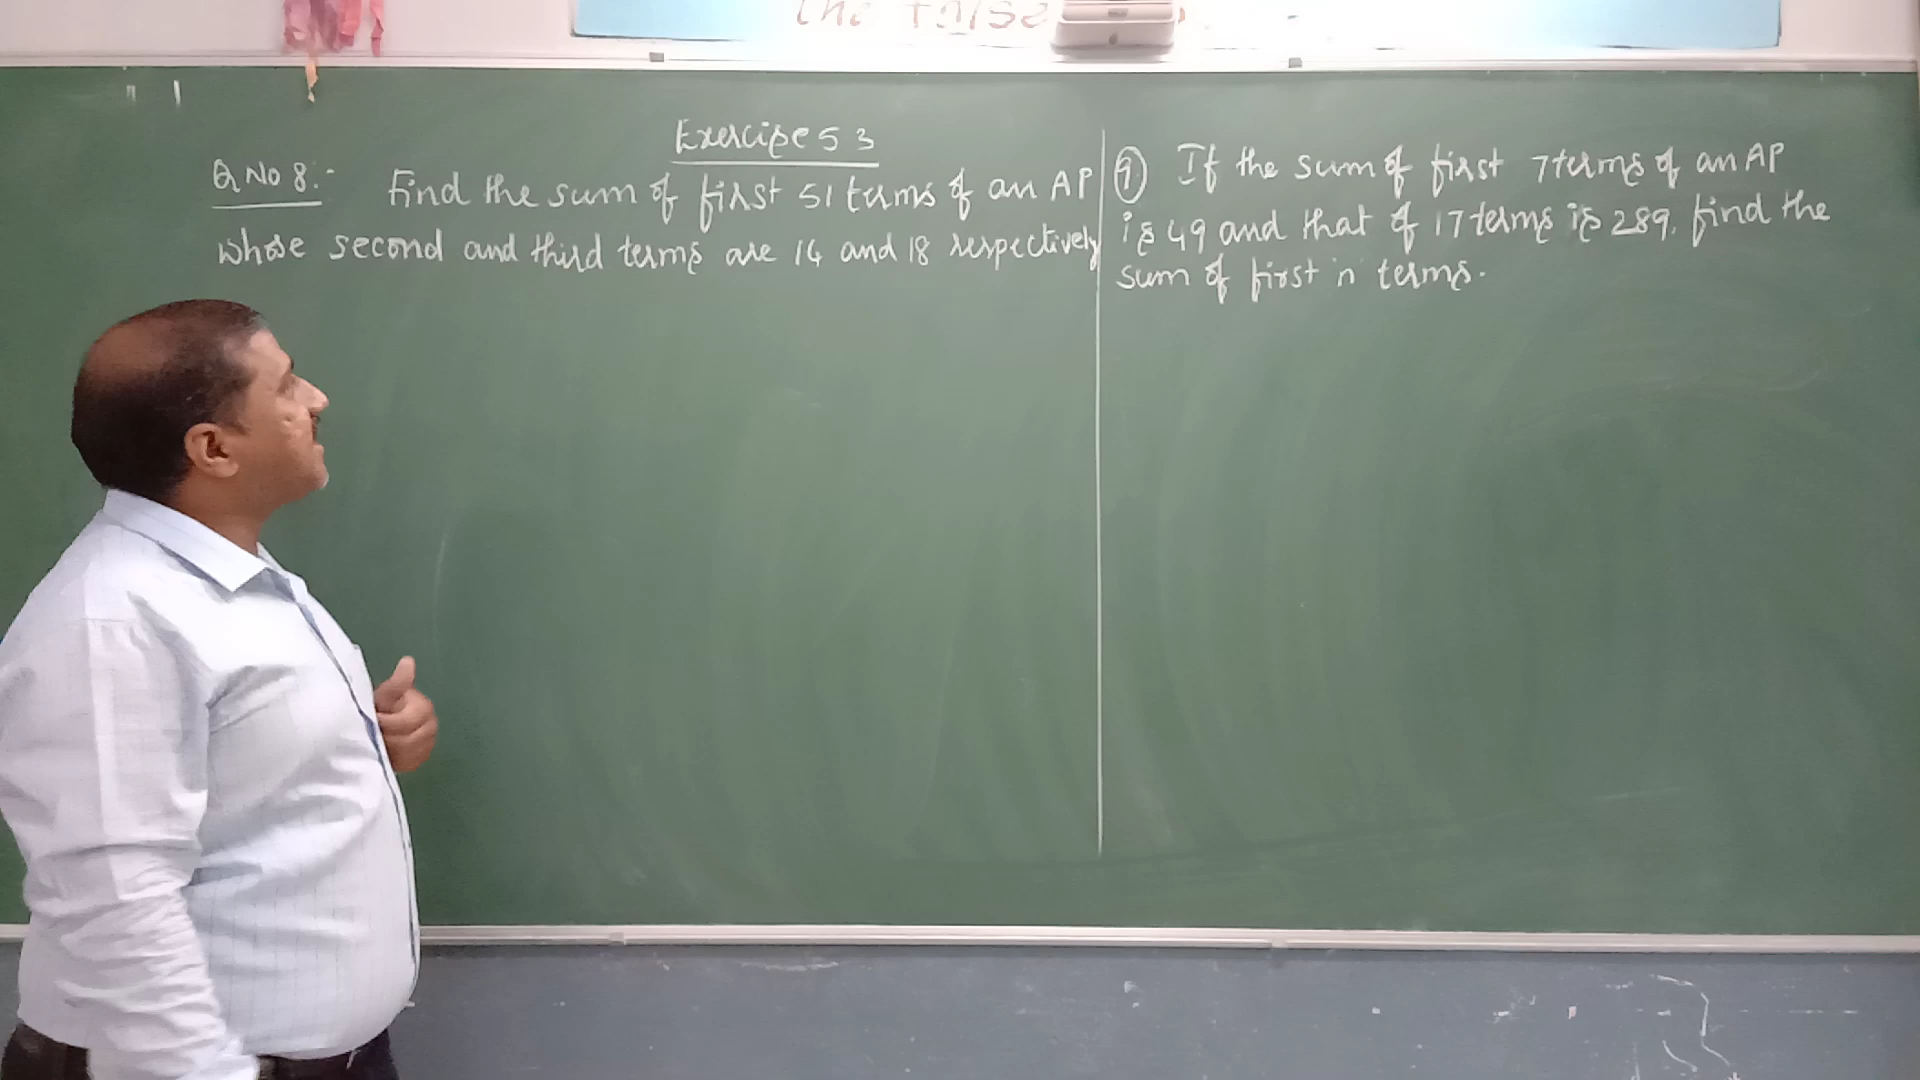 the false
Exercise 5 3
Q No 8:- Find the sum of first 51 terms of an AP
whose second and third terms are 14 and 18 respectively
9 If the sum of first 7 terms of an AP
is 49 and that of 17 terms is 289, find the
sum of first 'n' terms.